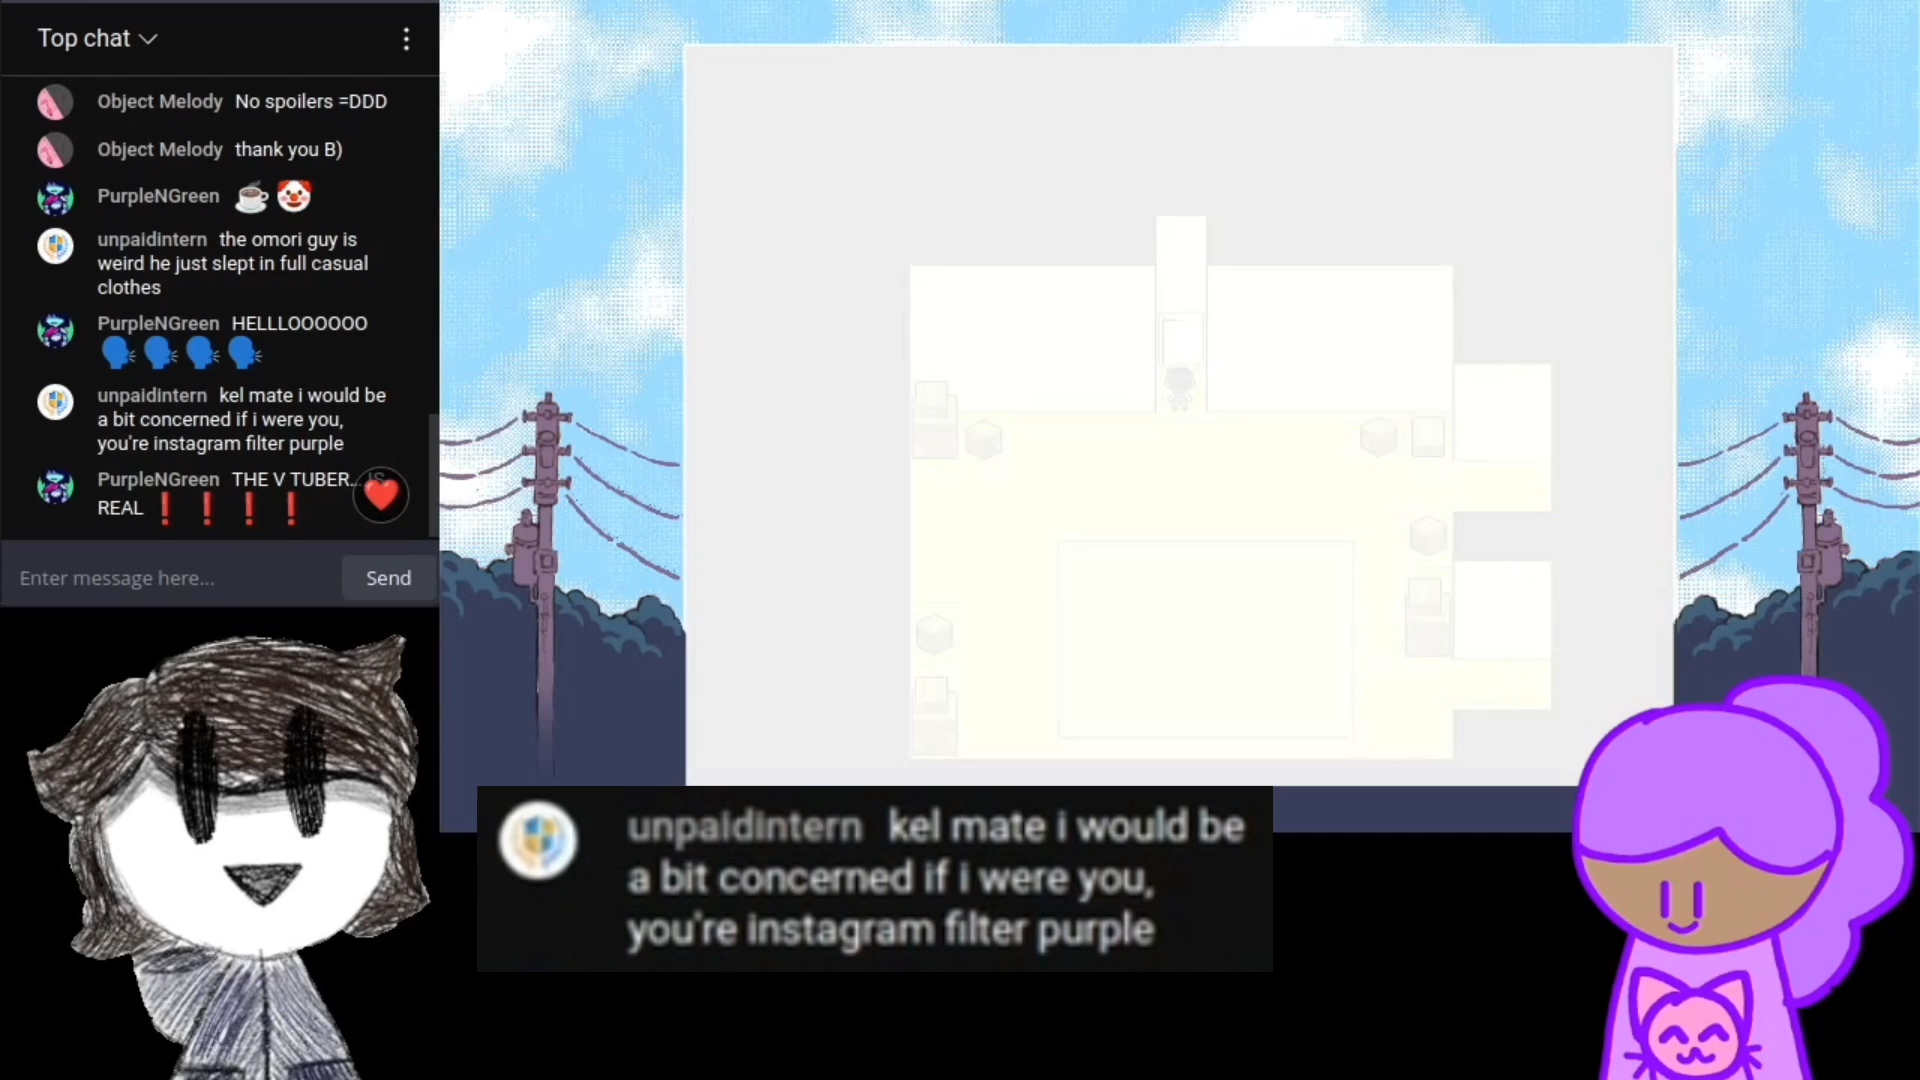 Top chat
Object Melody No spoilers =DDD
Object Melody thank you B)
PurpleNGreen ☕🤡
unpaidintern the omori guy is
weird he just slept in full casual
clothes
PurpleNGreen HELLLOOOOOO
🗣🗣🗣🗣
unpaidintern kel mate i would be
a bit concerned if i were you,
you're instagram filter purple
PurpleNGreen THE V TUBER... IS
REAL ❗❗❗❗
Enter message here... Send
unpaidintern kel mate i would be
a bit concerned if i were you,
you're instagram filter purple